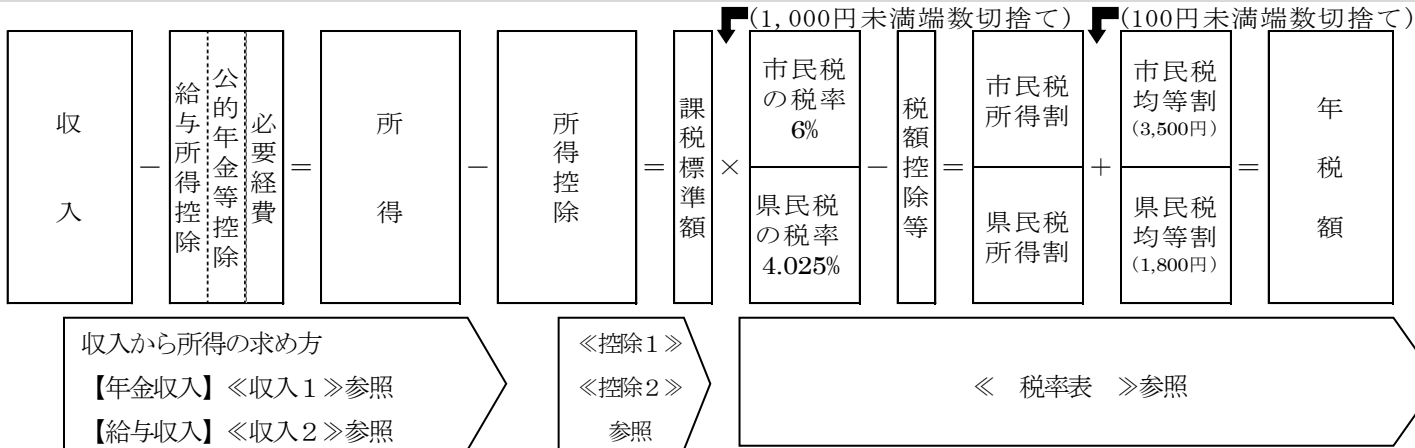 (1,000円未満端数切捨て) (100円未満端数切捨て)
収入
－
給与所得控除
公的年金等控除
必要経費
＝
所得
－
所得控除
＝
課税標準額
×
市民税
の税率
6%
県民税
の税率
4.025%
－
税額控除等
＝
市民税
所得割
県民税
所得割
＋
市民税
均等割
(3,500円)
県民税
均等割
(1,800円)
＝
年税額
収入から所得の求め方
【年金収入】≪収入１≫参照
【給与収入】≪収入２≫参照
≪控除１≫
≪控除２≫
参照
≪ 税率表 ≫参照